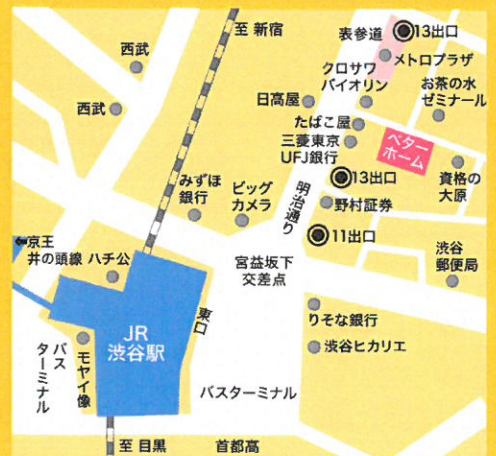 至 新宿
表参道
13出口
メトロプラザ
西武
クロサワ
バイオリン
お茶の水
ゼミナール
西武
日高屋
たばこ屋
三菱東京
UFJ銀行
ベター
ホーム
資格の
大原
みずほ
銀行
ビッグ
カメラ
13出口
明治通り
野村証券
11出口
渋谷
郵便局
京王
井の頭線
ハチ公
宮益坂下
交差点
東口
JR
渋谷駅
りそな銀行
渋谷ヒカリエ
バス
ターミナル
モヤイ像
バスターミナル
至 目黒
首都高